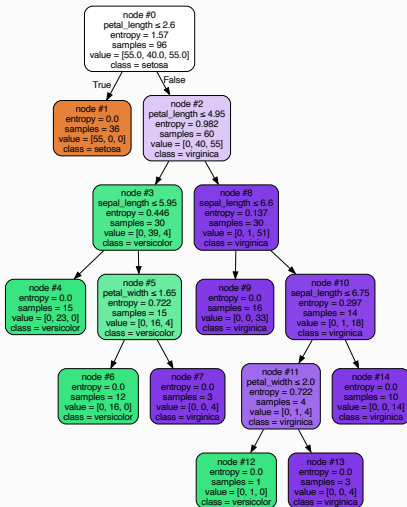 node #0
petal_length ≤ 2.6
entropy = 1.57
samples = 96
value = [55.0, 40.0, 55.0]
class = setosa
True
False
node #1
entropy = 0.0
samples = 36
value = [55, 0, 0]
class = setosa
node #2
petal_length ≤ 4.95
entropy = 0.982
samples = 60
value = [0, 40, 55]
class = virginica
node #3
sepal_length ≤ 5.95
entropy = 0.446
samples = 30
value = [0, 39, 4]
class = versicolor
node #8
sepal_length ≤ 6.6
entropy = 0.137
samples = 30
value = [0, 1, 51]
class = virginica
node #4
entropy = 0.0
samples = 15
value = [0, 23, 0]
class = versicolor
node #5
petal_width ≤ 1.65
entropy = 0.722
samples = 15
value = [0, 16, 4]
class = versicolor
node #9
entropy = 0.0
samples = 16
value = [0, 0, 33]
class = virginica
node #10
sepal_length ≤ 6.75
entropy = 0.297
samples = 14
value = [0, 1, 18]
class = virginica
node #6
entropy = 0.0
samples = 12
value = [0, 16, 0]
class = versicolor
node #7
entropy = 0.0
samples = 3
value = [0, 0, 4]
class = virginica
node #11
petal_width ≤ 2.0
entropy = 0.722
samples = 4
value = [0, 1, 4]
class = virginica
node #14
entropy = 0.0
samples = 10
value = [0, 0, 14]
class = virginica
node #12
entropy = 0.0
samples = 1
value = [0, 1, 0]
class = versicolor
node #13
entropy = 0.0
samples = 3
value = [0, 0, 4]
class = virginica